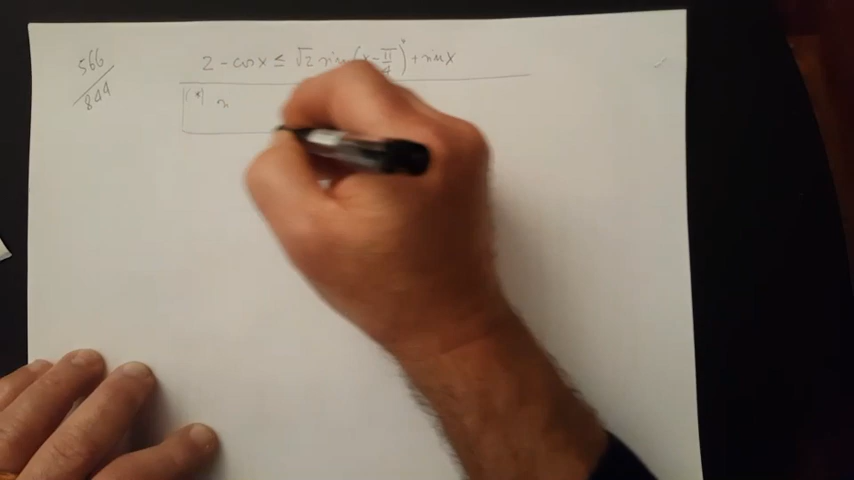 566
844
2 - cos x ≤ √2 sin (x - π/4)* + sin x
(*)